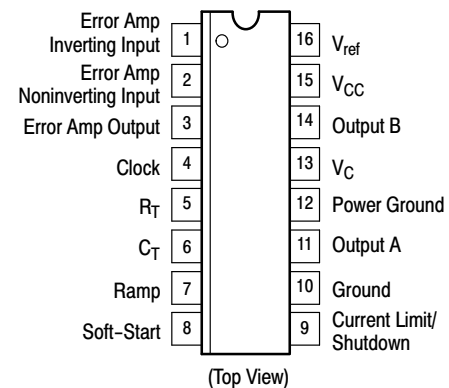 Error Amp
Inverting Input
1
Error Amp
Noninverting Input
2
Error Amp Output
3
Clock
4
RT
5
CT
6
Ramp
7
Soft-Start
8
16
Vref
15
VCC
14
Output B
13
VC
12
Power Ground
11
Output A
10
Ground
9
Current Limit/
Shutdown
(Top View)